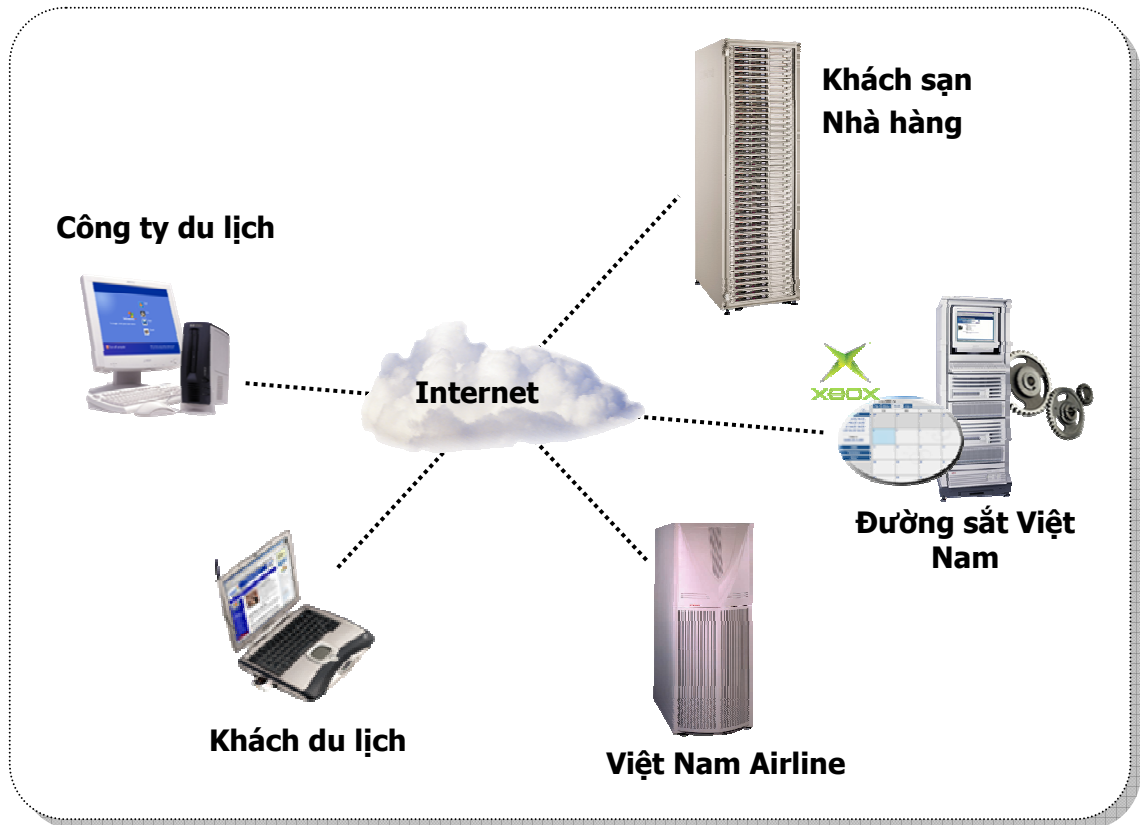 Khách sạn
Nhà hàng
Công ty du lịch
Internet
XBOX
Đường sắt Việt
Nam
Khách du lịch
Việt Nam Airline